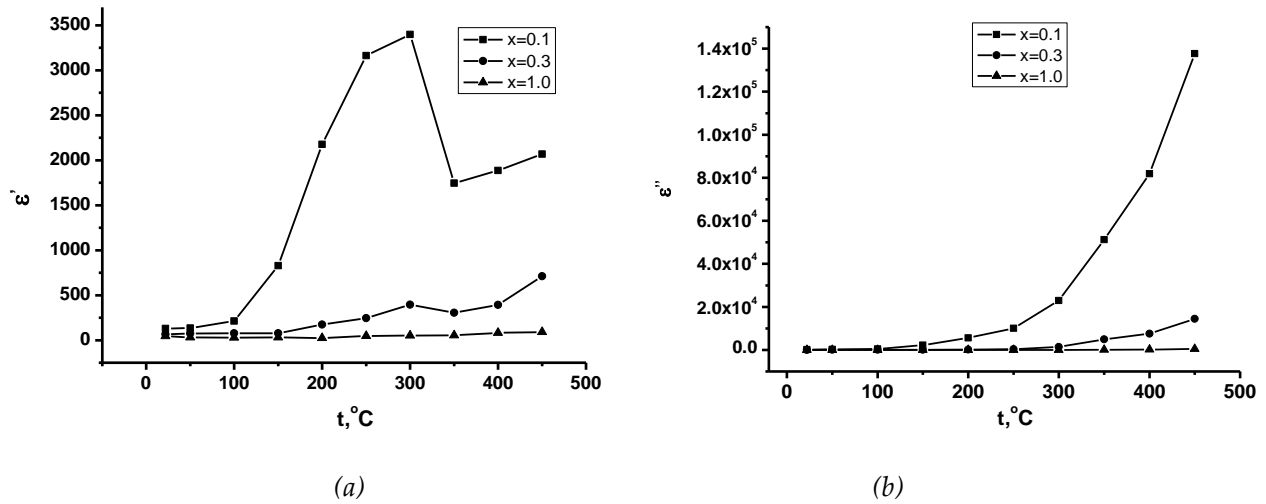 3500
3000
2500
2000
1500
1000
500
0
ε'
0 100 200 300 400 500
t,°C
x=0.1
x=0.3
x=1.0
(a)
1.4x10⁵
1.2x10⁵
1.0x10⁵
8.0x10⁴
6.0x10⁴
4.0x10⁴
2.0x10⁴
0.0
ε''
0 100 200 300 400 500
t,°C
x=0.1
x=0.3
x=1.0
(b)